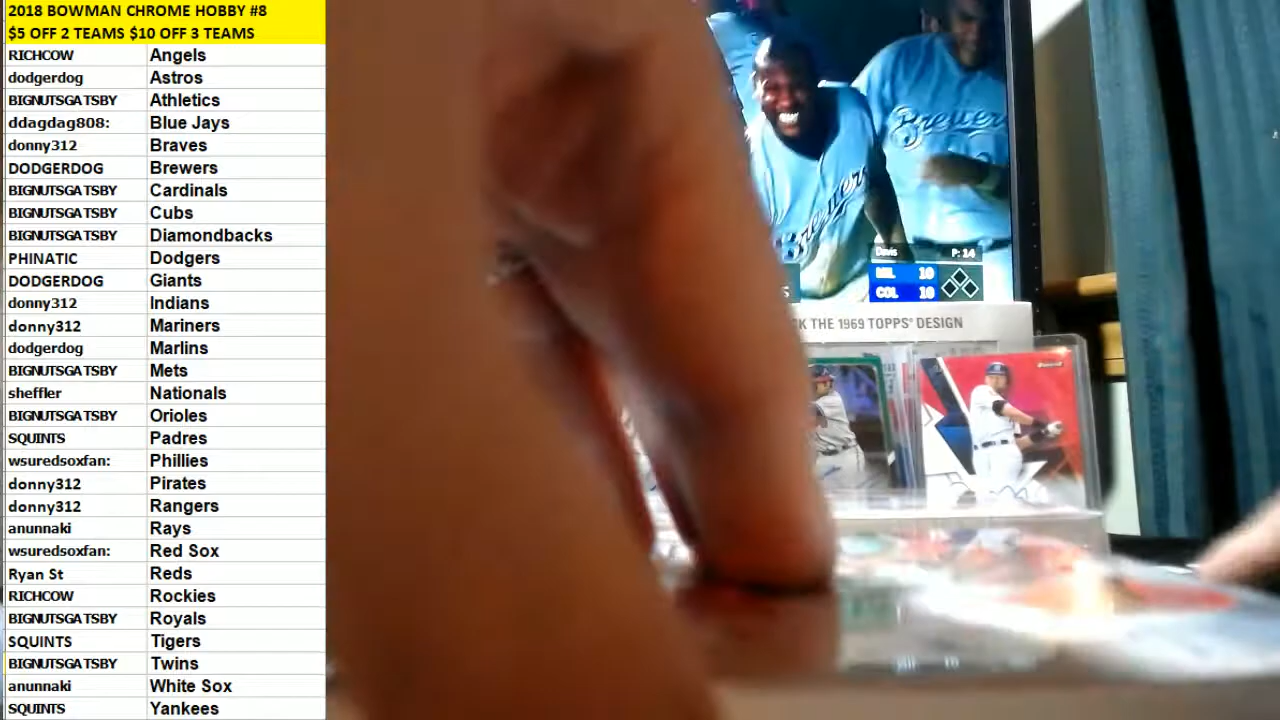 2018 BOWMAN CHROME HOBBY #8
$5 OFF 2 TEAMS $10 OFF 3 TEAMS
RICHCOW Angels
dodgerdog Astros
BIGNUTSGATSBY Athletics
ddagdag808: Blue Jays
donny312 Braves
DODGERDOG Brewers
BIGNUTSGATSBY Cardinals
BIGNUTSGATSBY Cubs
BIGNUTSGATSBY Diamondbacks
PHINATIC Dodgers
DODGERDOG Giants
donny312 Indians
donny312 Mariners
dodgerdog Marlins
BIGNUTSGATSBY Mets
sheffler Nationals
BIGNUTSGATSBY Orioles
SQUINTS Padres
wsuredsoxfan: Phillies
donny312 Pirates
donny312 Rangers
anunnaki Rays
wsuredsoxfan: Red Sox
Ryan St Reds
RICHCOW Rockies
BIGNUTSGATSBY Royals
SQUINTS Tigers
BIGNUTSGATSBY Twins
anunnaki White Sox
SQUINTS Yankees
Brewers
Brewers
Davis P: 14
MIL 10
COL 10
THE 1969 TOPPS® DESIGN